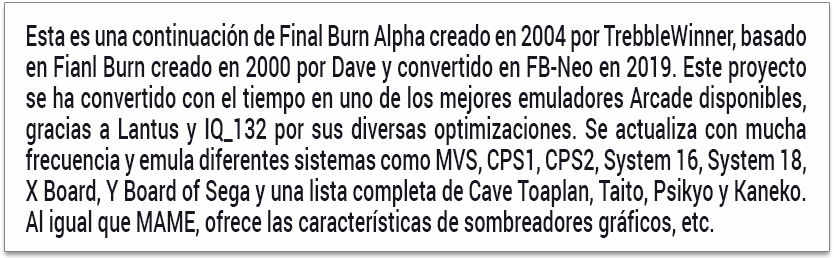 Esta es una continuación de Final Burn Alpha creado en 2004 por TrebbleWinner, basado
en Fianl Burn creado en 2000 por Dave y convertido en FB-Neo en 2019. Este proyecto
se ha convertido con el tiempo en uno de los mejores emuladores Arcade disponibles,
gracias a Lantus y IQ_132 por sus diversas optimizaciones. Se actualiza con mucha
frecuencia y emula diferentes sistemas como MVS, CPS1, CPS2, System 16, System 18,
X Board, Y Board of Sega y una lista completa de Cave Toaplan, Taito, Psikyo y Kaneko.
Al igual que MAME, ofrece las características de sombreadores gráficos, etc.